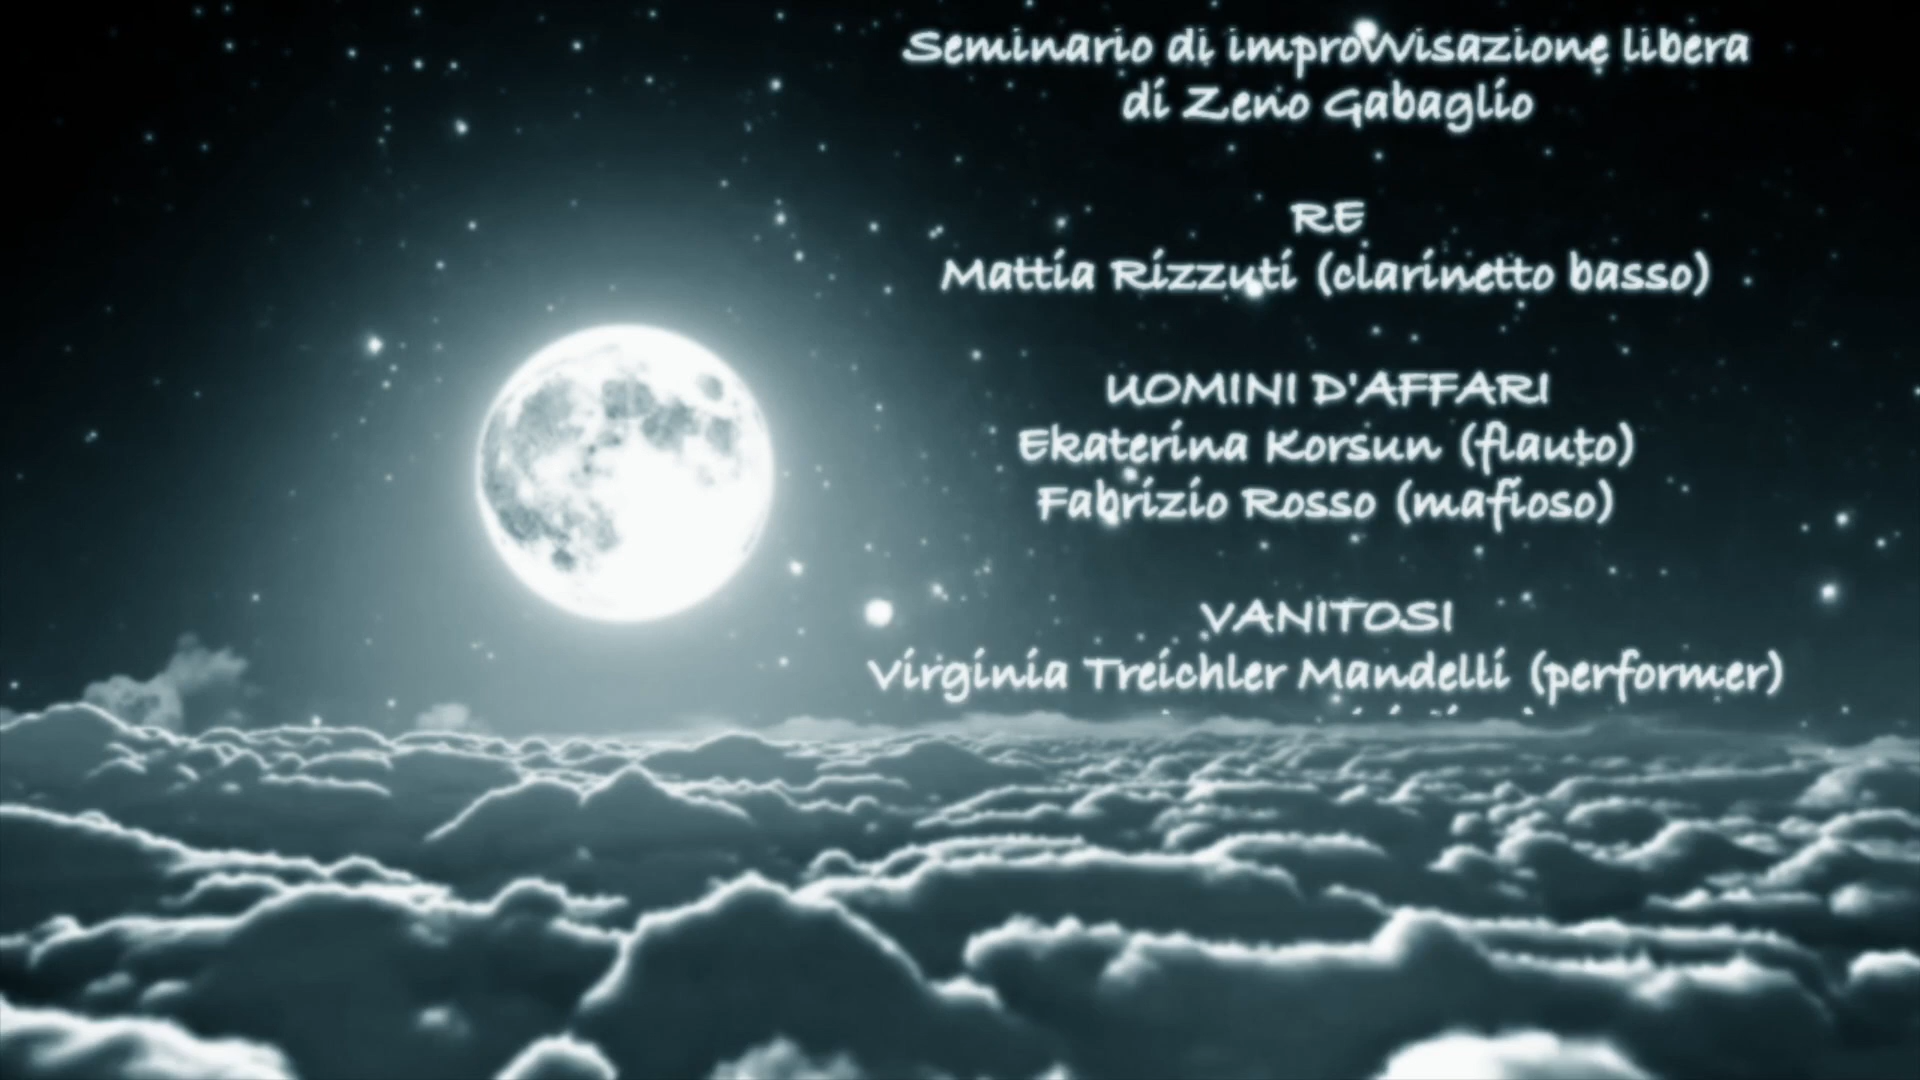 Seminario di improVVisazione libera
di Zeno Gabaglio
RE
Mattia Rizzuti (clarinetto basso)
UOMINI D'AFFARI
Ekaterina Korsun (flauto)
Fabrizio Rosso (mafioso)
VANITOSI
Virginia Treichler Mandelli (performer)